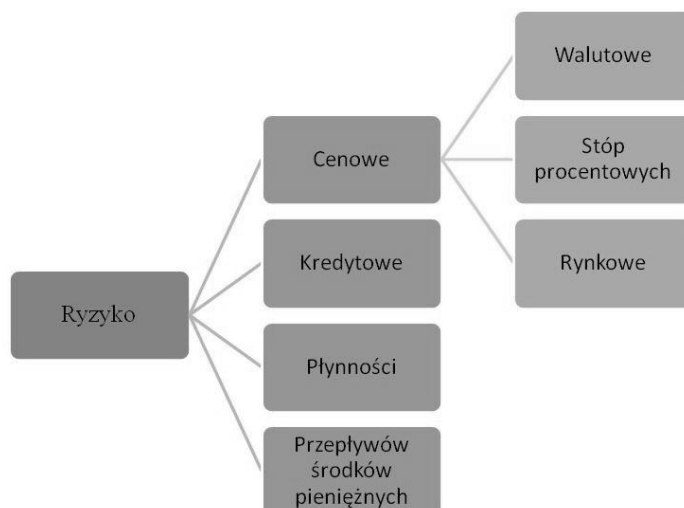 Ryzyko
Cenowe
Walutowe
Stóp
procentowych
Rynkowe
Kredytowe
Płynności
Przepływów
środków
pieniężnych